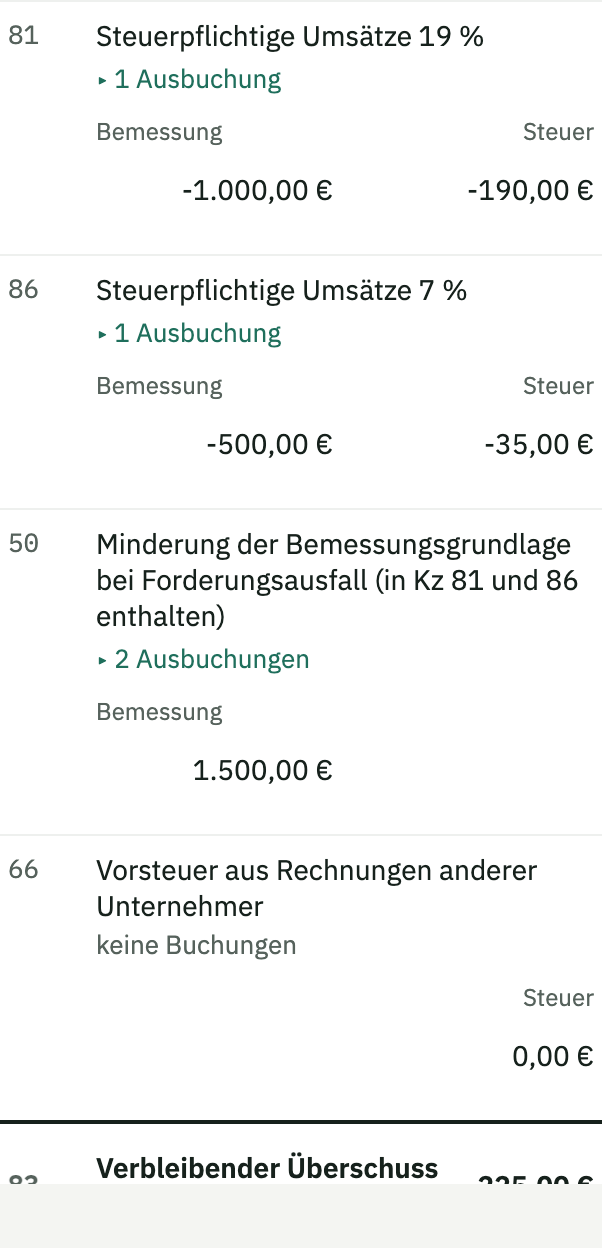 81 Steuerpflichtige Umsätze 19 %
▸ 1 Ausbuchung
Bemessung Steuer
-1.000,00 € -190,00 €
86 Steuerpflichtige Umsätze 7 %
▸ 1 Ausbuchung
Bemessung Steuer
-500,00 € -35,00 €
50 Minderung der Bemessungsgrundlage
bei Forderungsausfall (in Kz 81 und 86
enthalten)
▸ 2 Ausbuchungen
Bemessung
1.500,00 €
66 Vorsteuer aus Rechnungen anderer
Unternehmer
keine Buchungen
Steuer
0,00 €
Verbleibender Überschuss